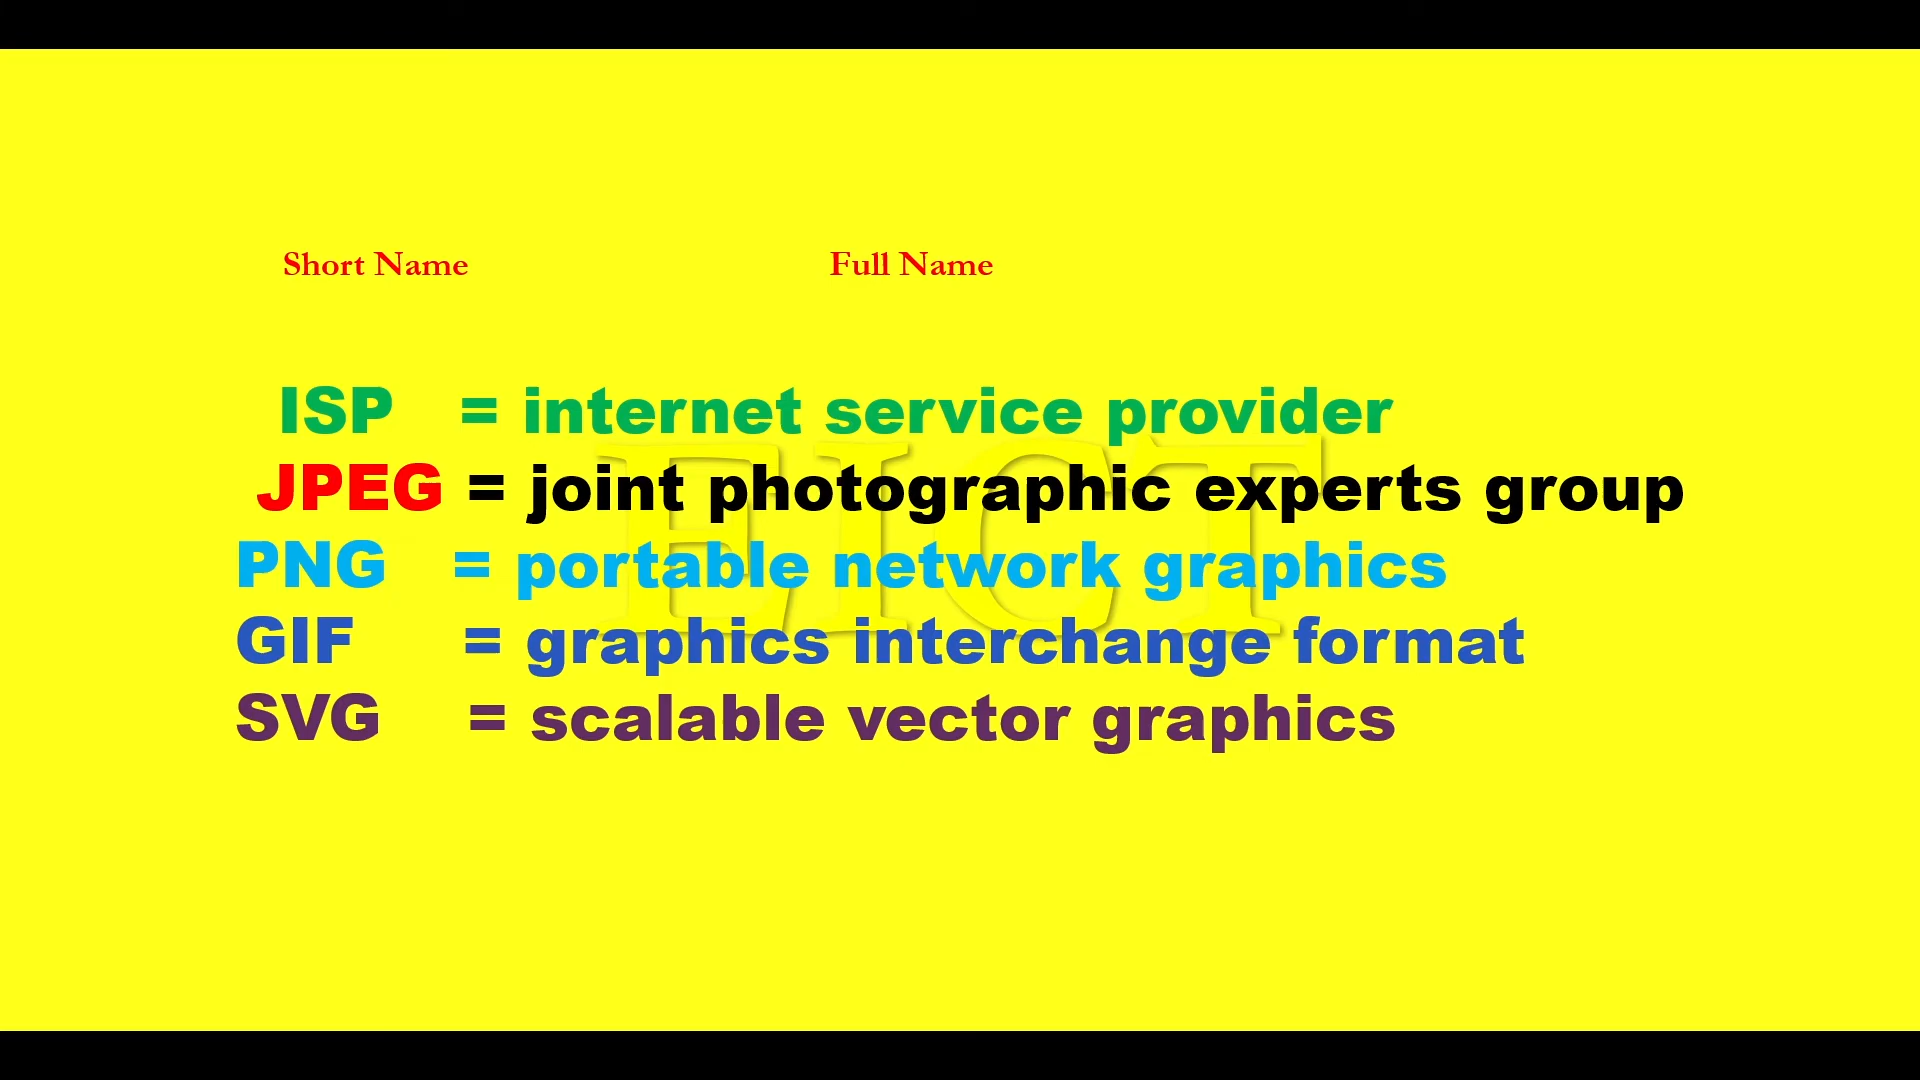 Short Name Full Name
ISP = internet service provider
JPEG = joint photographic experts group
PNG = portable network graphics
GIF = graphics interchange format
SVG = scalable vector graphics
EICT